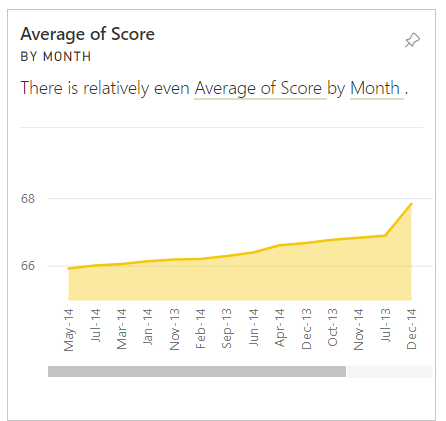 Average of Score
BY MONTH
There is relatively even Average of Score by Month .
68
66
May-14
Jul-14
Mar-14
Jan-14
Nov-13
Feb-14
Sep-13
Jun-14
Apr-14
Dec-13
Oct-13
Nov-14
Jul-13
Dec-14